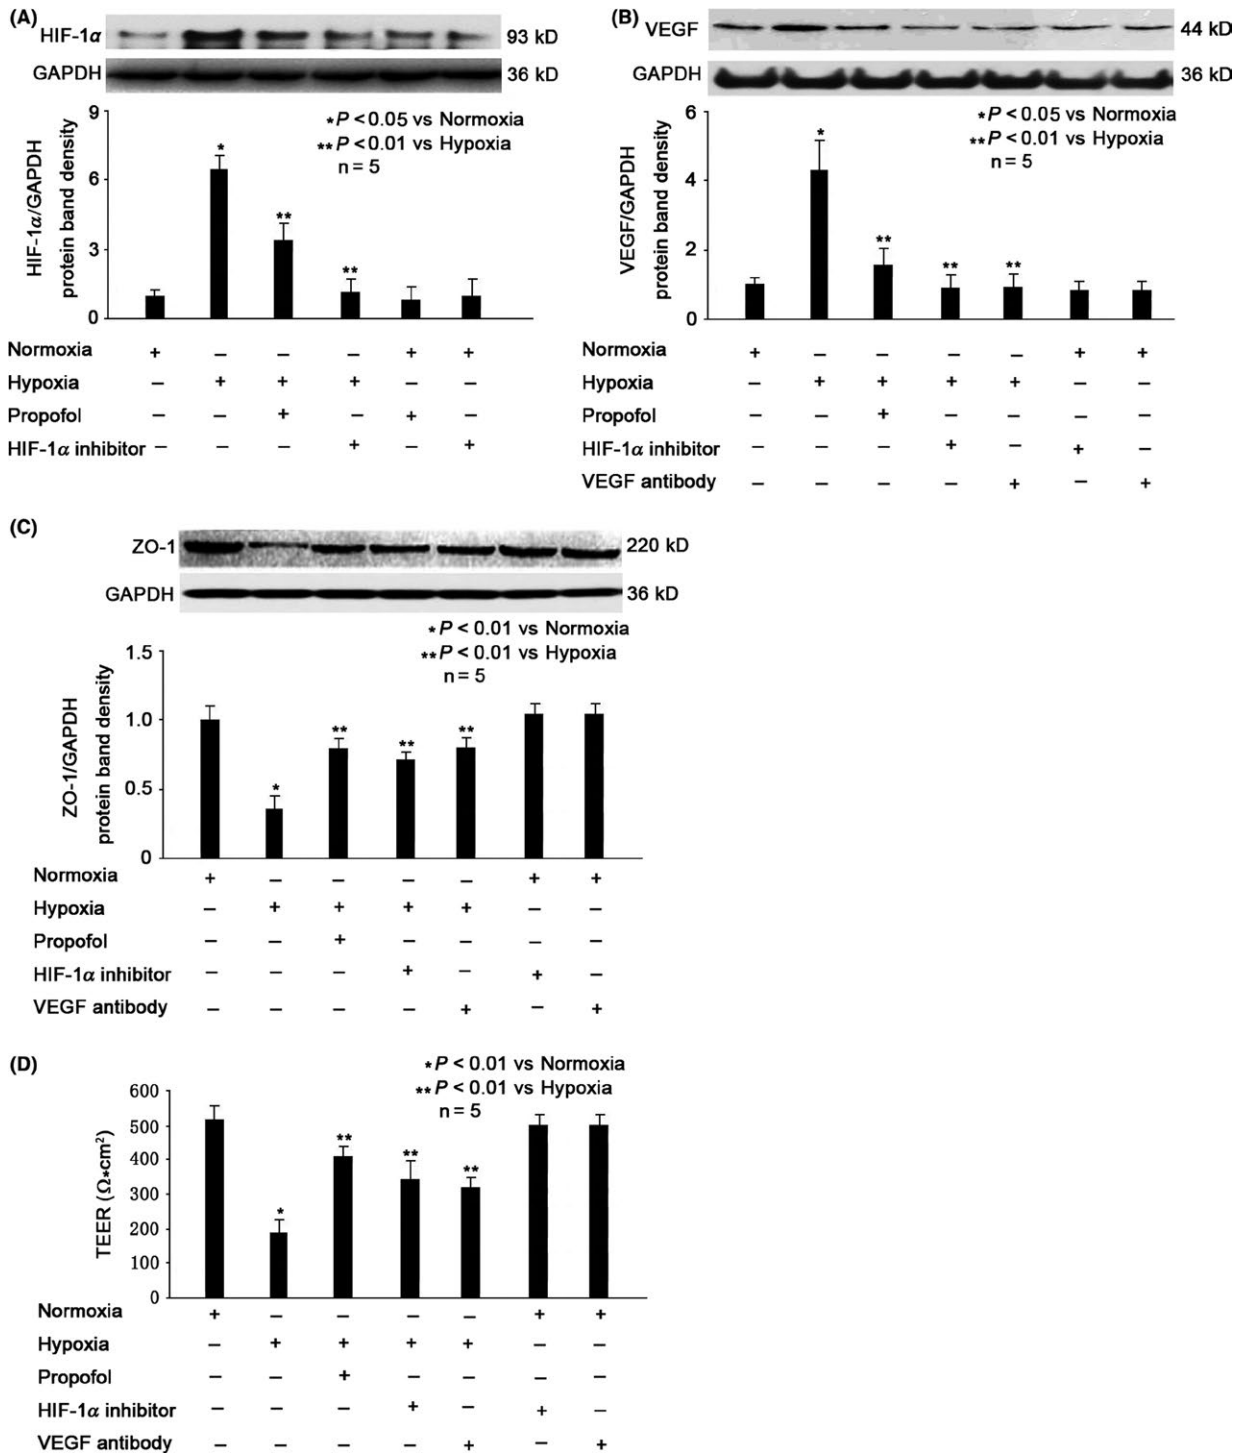 (A)
HIF-1α 93 kD
GAPDH 36 kD
*P < 0.05 vs Normoxia
**P < 0.01 vs Hypoxia
n = 5
HIF-1α/GAPDH
protein band density
9
6
3
0
*
**
**
Normoxia + – – – + +
Hypoxia – + + + – –
Propofol – – + – + –
HIF-1α inhibitor – – – + – +
(B)
VEGF 44 kD
GAPDH 36 kD
*P < 0.05 vs Normoxia
**P < 0.01 vs Hypoxia
n = 5
VEGF/GAPDH
protein band density
6
4
2
0
*
**
**
**
Normoxia + – – – – + +
Hypoxia – + + + + – –
Propofol – – + – – – –
HIF-1α inhibitor – – – + – + –
VEGF antibody – – – – + – +
(C)
ZO-1 220 kD
GAPDH 36 kD
*P < 0.01 vs Normoxia
**P < 0.01 vs Hypoxia
n = 5
ZO-1/GAPDH
protein band density
1.5
1.0
0.5
0
*
**
**
**
Normoxia + – – – – + +
Hypoxia – + + + + – –
Propofol – – + – – – –
HIF-1α inhibitor – – – + – + –
VEGF antibody – – – – + – +
(D)
*P < 0.01 vs Normoxia
**P < 0.01 vs Hypoxia
n = 5
TEER (Ω*cm²)
600
500
400
300
200
100
0
*
**
**
**
Normoxia + – – – – + +
Hypoxia – + + + + – –
Propofol – – + – – – –
HIF-1α inhibitor – – – + – + –
VEGF antibody – – – – + – +